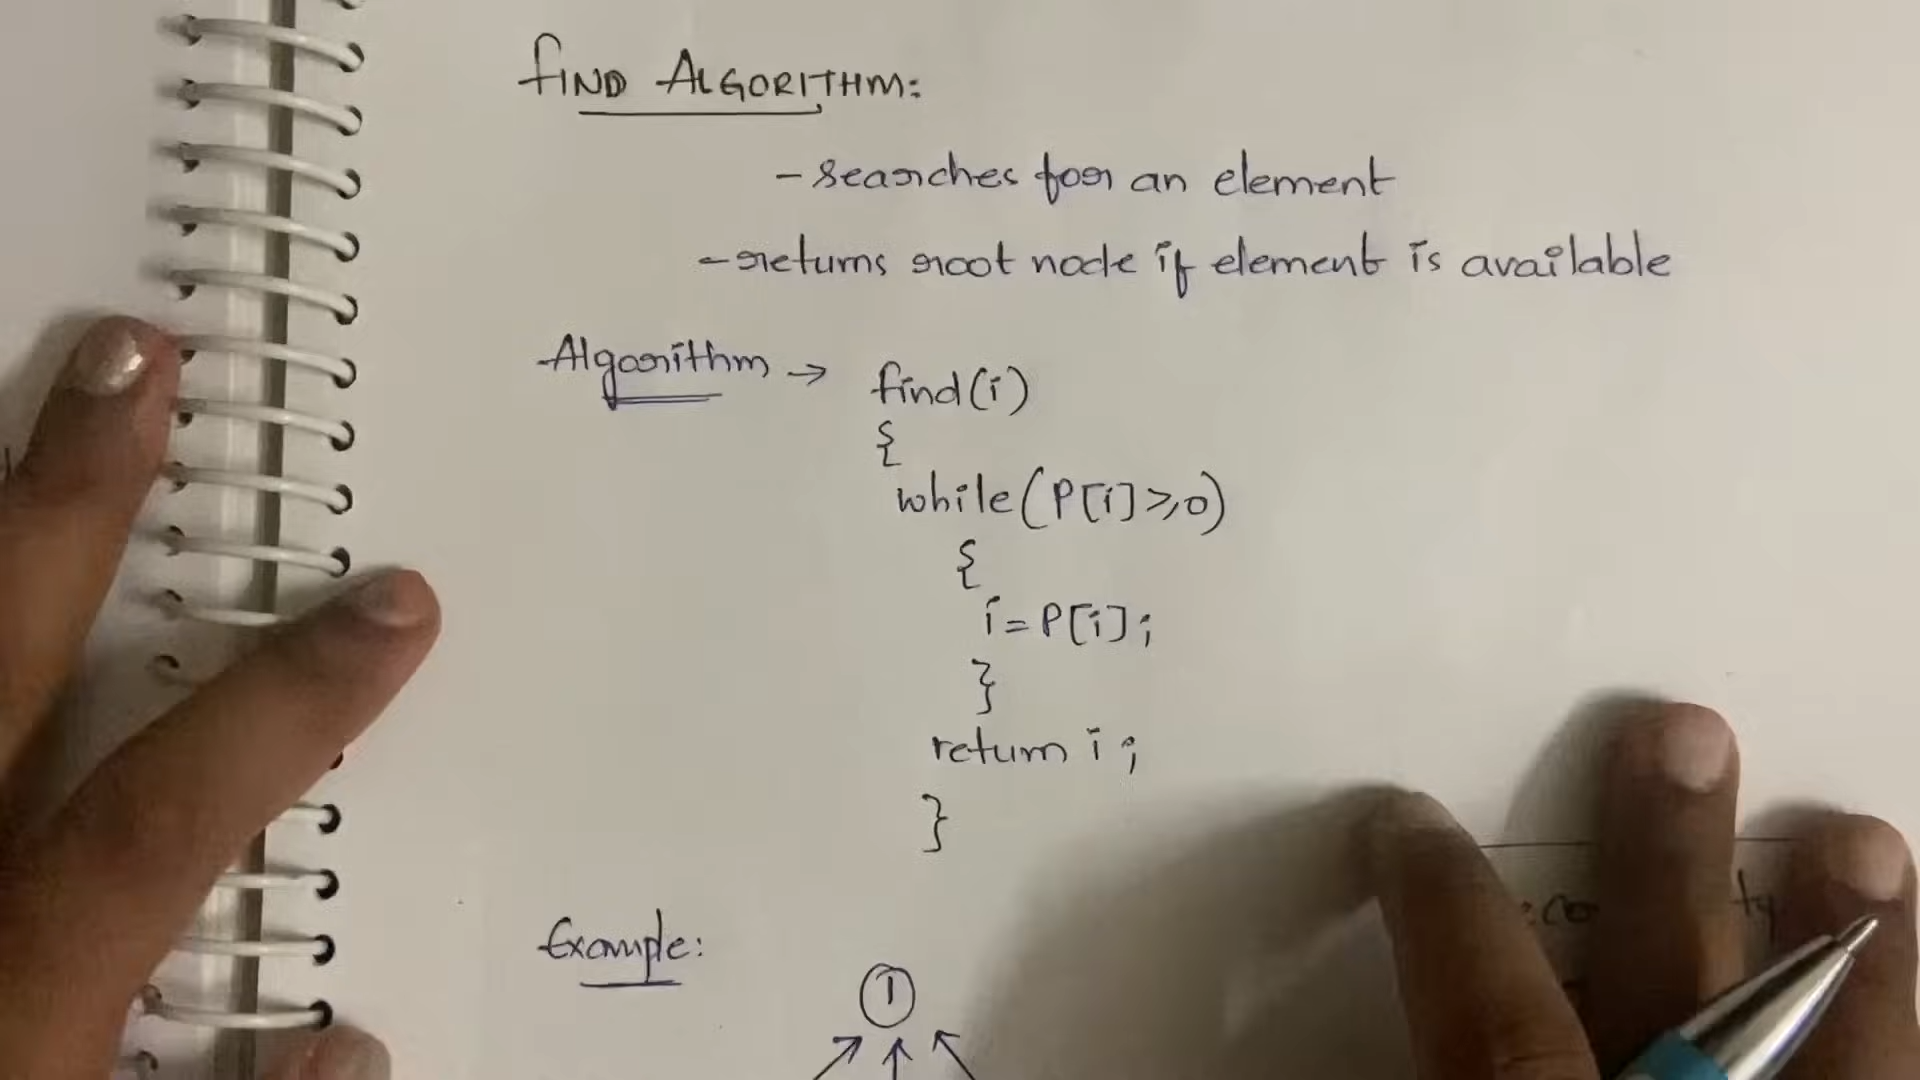 FIND ALGORITHM:
- searches for an element
- returns root node if element is available
Algorithm → find(i)
{
while(P[i]≥0)
{
i=P[i];
}
return i;
}
Example:
1